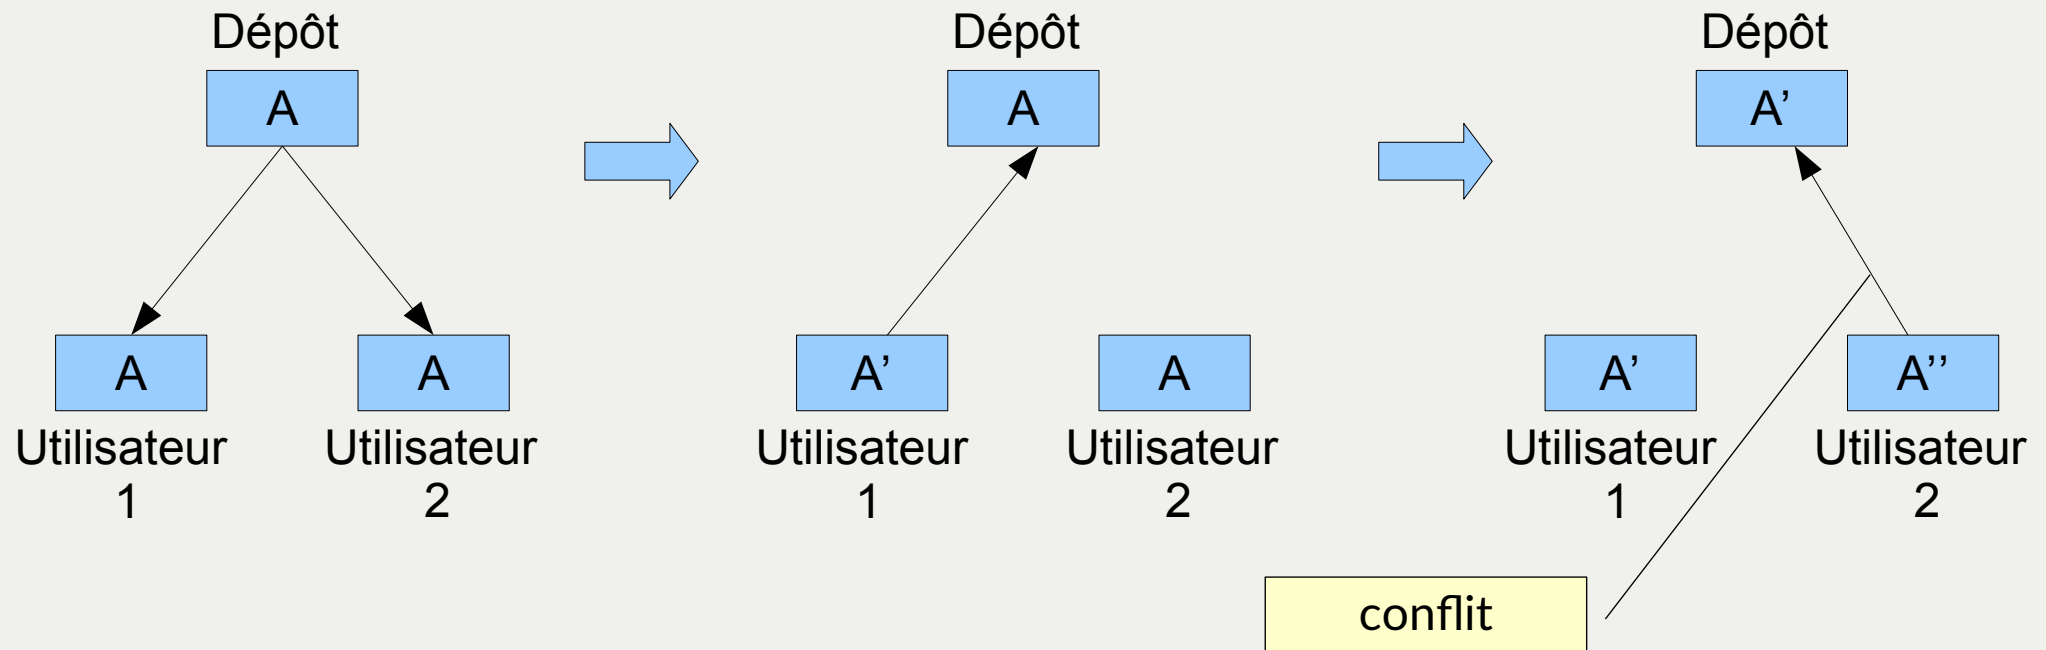 Dépôt
A
A
A
Utilisateur
1
Utilisateur
2
Dépôt
A
A’
A
Utilisateur
1
Utilisateur
2
Dépôt
A’
A’
A’’
Utilisateur
1
Utilisateur
2
conflit